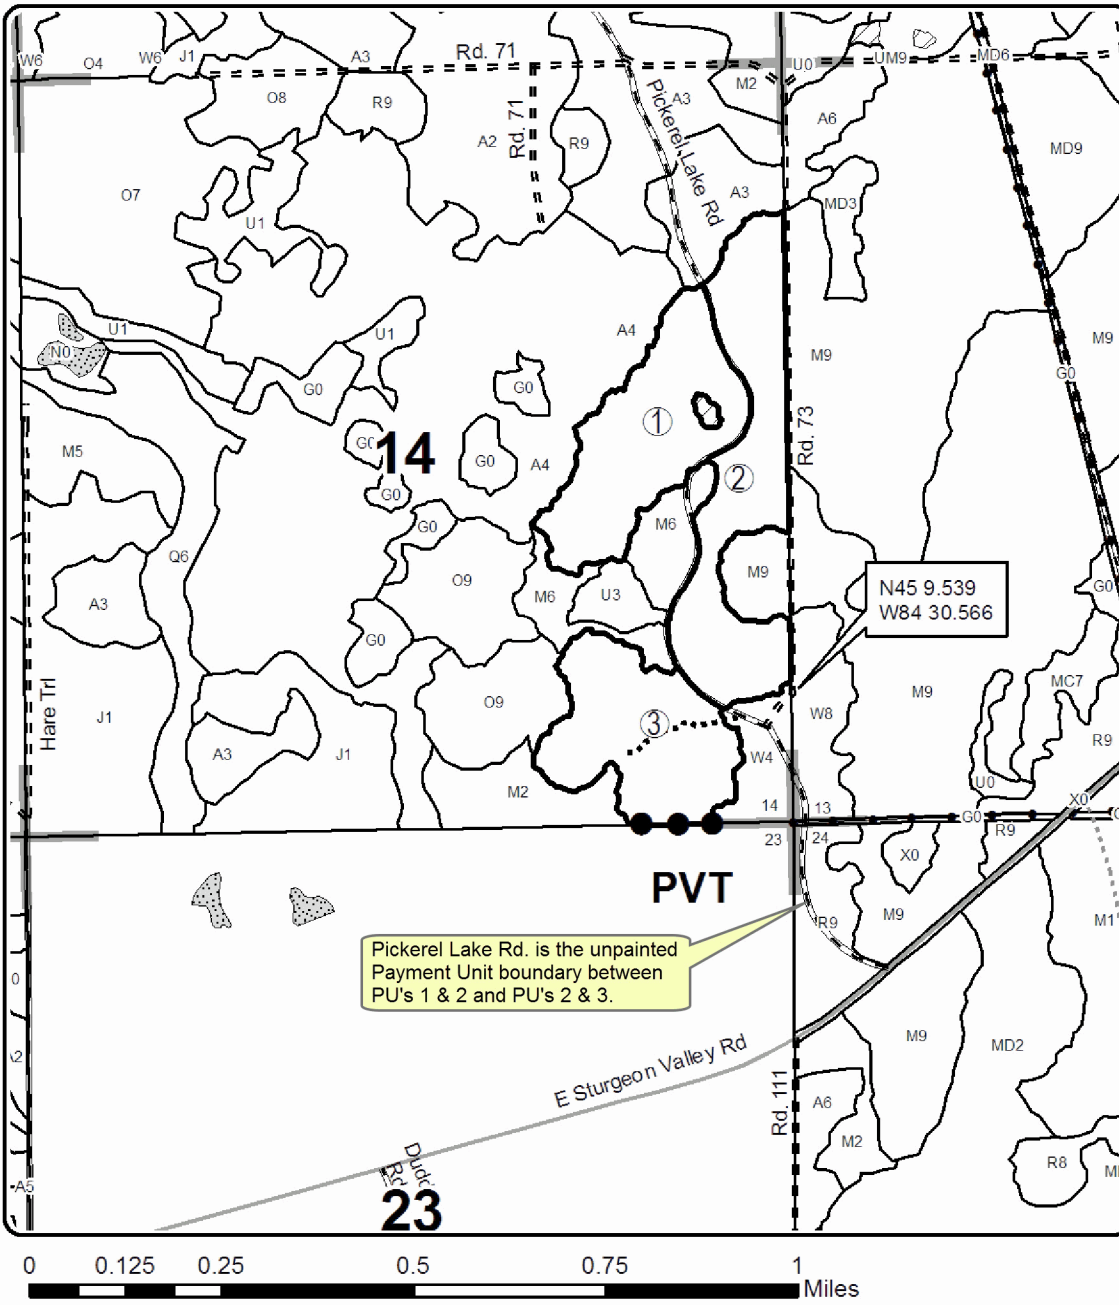 W6
O4
W6
J1
A3
Rd. 71
U0
UM9
MD6
O8
R9
A2
Rd. 71
R9
Pickerel Lake Rd
A3
M2
A6
MD9
O7
U1
A3
MD3
U1
N0
U1
A4
M9
M9
G0
G0
G0
1
Rd. 73
M5
G0
14
G0
A4
2
G0
G0
M6
Q6
O9
M6
U3
M9
N45 9.539
W84 30.566
G0
A3
G0
Hare Trl
J1
O9
M9
MC7
W8
R9
A3
J1
3
W4
U0
M2
14
13
G0
X0
R9
23
24
X0
PVT
M9
R9
M1
Pickerel Lake Rd. is the unpainted
Payment Unit boundary between
PU's 1 & 2 and PU's 2 & 3.
M9
MD2
E Sturgeon Valley Rd
Rd. 111
A6
M2
R8
A5
Rd
23
0
0.125
0.25
0.5
0.75
1
Miles